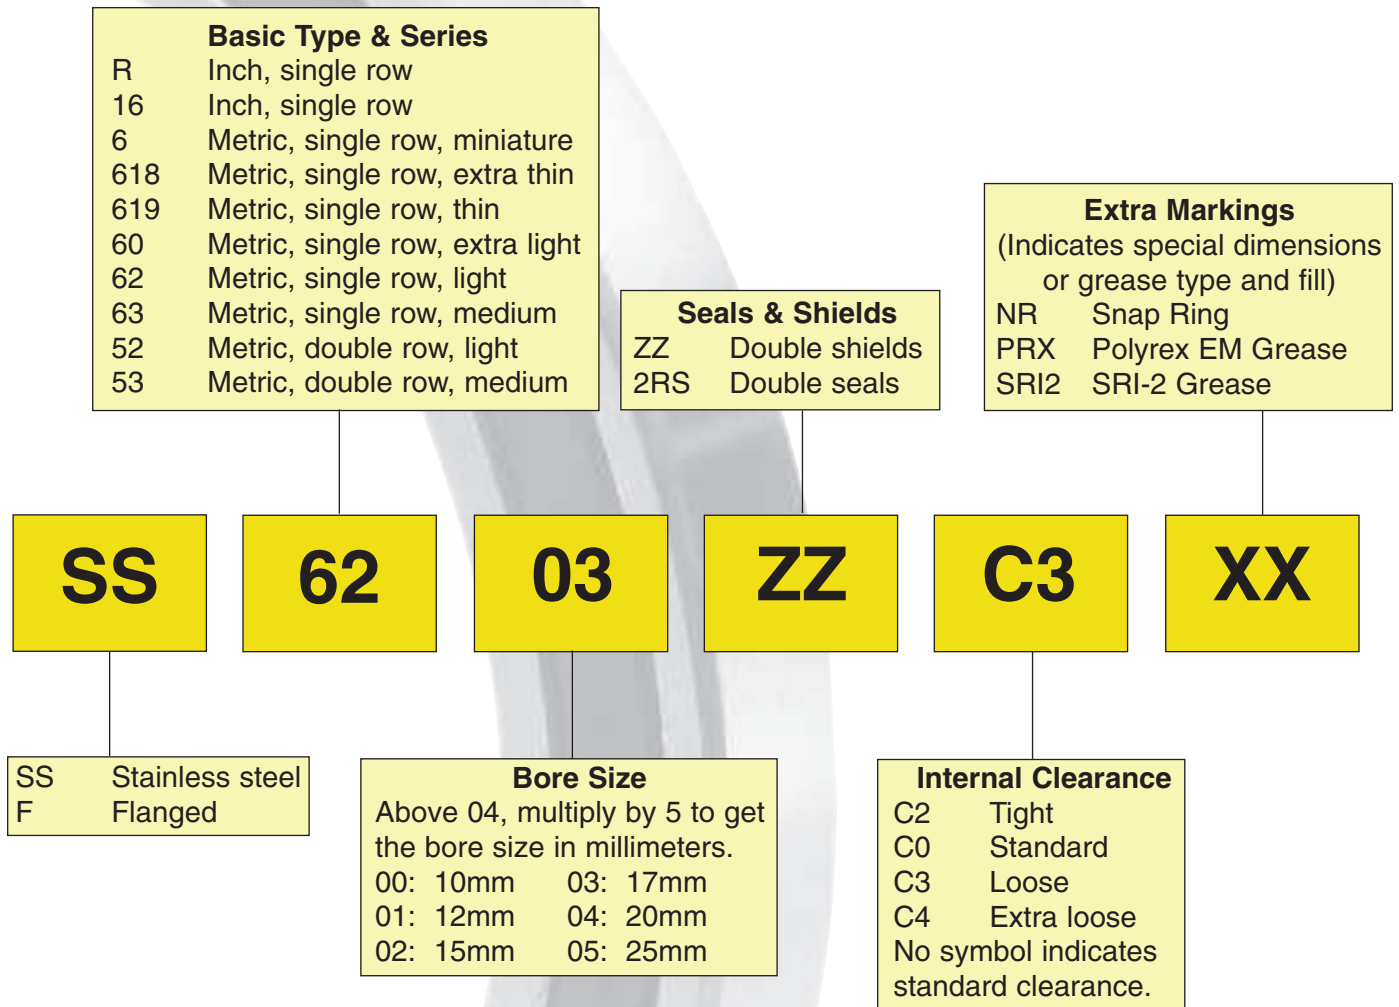 Basic Type & Series
R Inch, single row
16 Inch, single row
6 Metric, single row, miniature
618 Metric, single row, extra thin
619 Metric, single row, thin
60 Metric, single row, extra light
62 Metric, single row, light
63 Metric, single row, medium
52 Metric, double row, light
53 Metric, double row, medium
Seals & Shields
ZZ Double shields
2RS Double seals
Extra Markings
(Indicates special dimensions
or grease type and fill)
NR Snap Ring
PRX Polyrex EM Grease
SRI2 SRI-2 Grease
SS 62 03 ZZ C3 XX
SS Stainless steel
F Flanged
Bore Size
Above 04, multiply by 5 to get
the bore size in millimeters.
00: 10mm 03: 17mm
01: 12mm 04: 20mm
02: 15mm 05: 25mm
Internal Clearance
C2 Tight
C0 Standard
C3 Loose
C4 Extra loose
No symbol indicates
standard clearance.